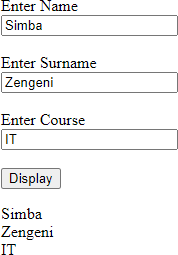 Enter Name
Simba
Enter Surname
Zengeni
Enter Course
IT
Display
Simba
Zengeni
IT